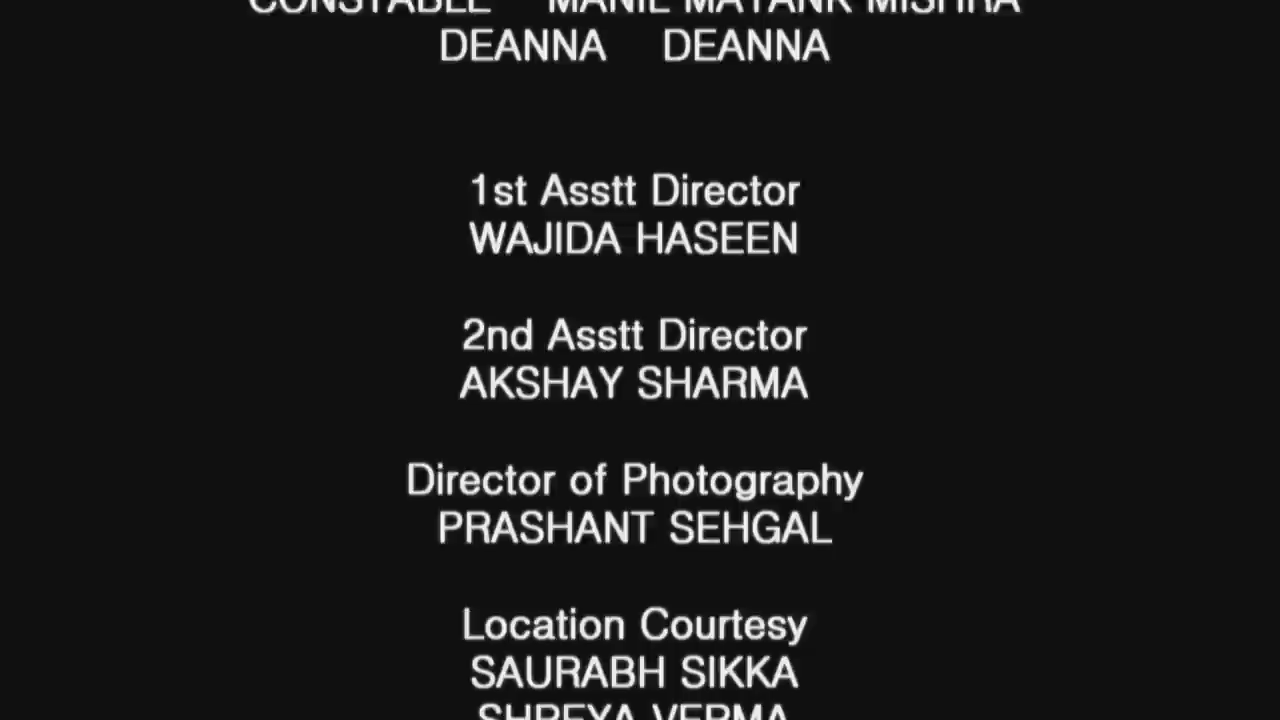 CONSTABLE MANIL MAYANK MISHRA
DEANNA DEANNA
1st Asstt Director
WAJIDA HASEEN
2nd Asstt Director
AKSHAY SHARMA
Director of Photography
PRASHANT SEHGAL
Location Courtesy
SAURABH SIKKA
SHREYA VERMA